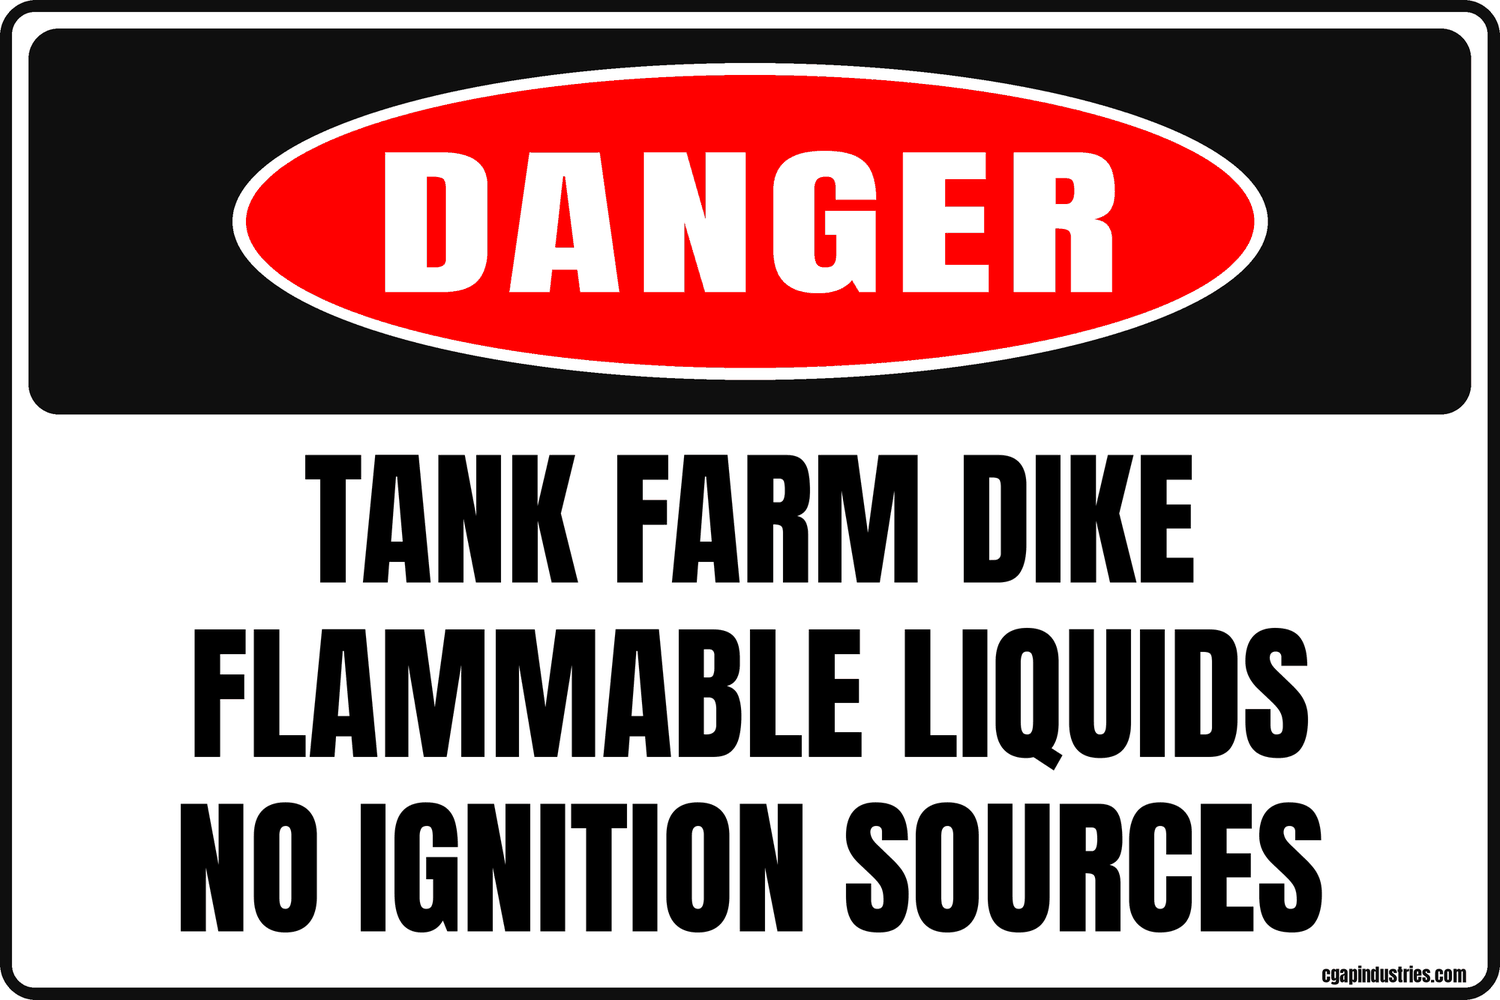 DANGER
TANK FARM DIKE
FLAMMABLE LIQUIDS
NO IGNITION SOURCES
cgapindustries.com